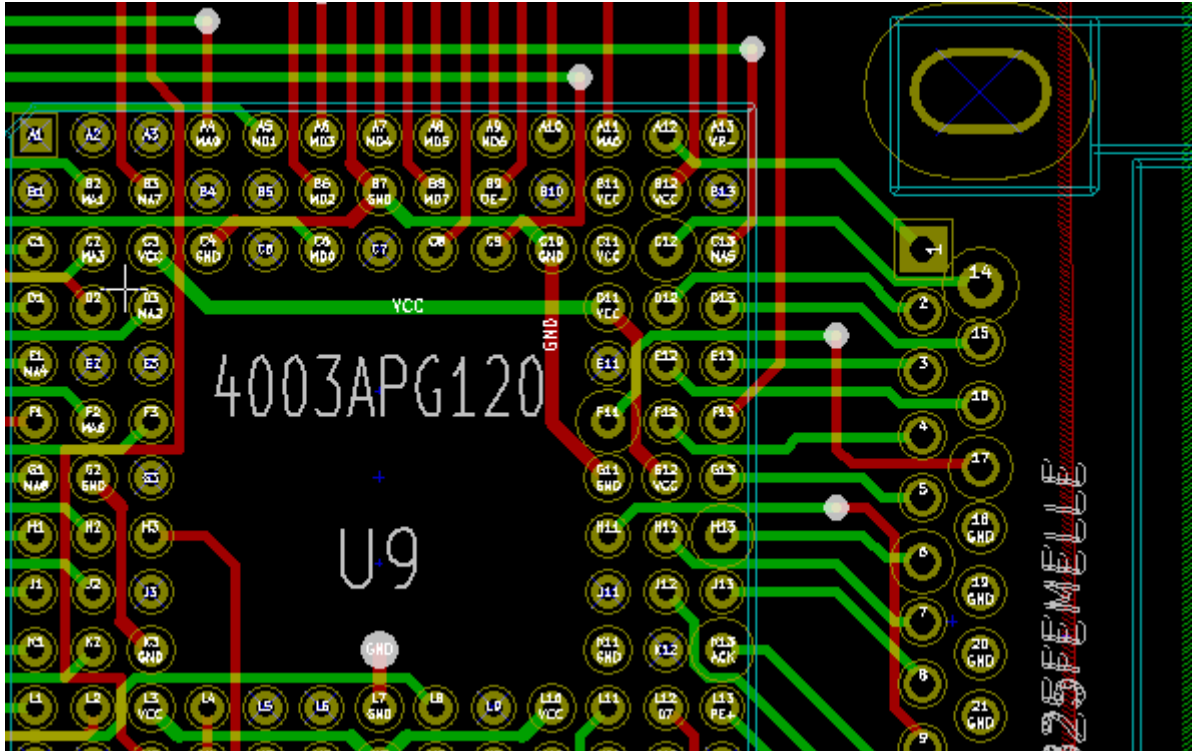 A1 A2 A3 A4 A5 A6 A7 A8 A9 A10 A11 A12 A13
MA9 MD1 MD3 MD4 MD5 MD6 MA0 VR-
B1 B2 B3 B4 B5 B6 B7 B8 B9 B10 B11 B12 B13
MA1 MA7 MD2 GND MD7 OE- VCC VCC
C1 C2 C3 C4 C6 C7 C8 C9 C10 C11 C12 C13
MA3 VCC GND MD0 GND VCC MA5
1
14
D1 D2 D3 VCC D11 D12 D13
MA2 VCC
2
GND
15
E1 E2 E3 E11 E12 E13
MA4
3
4003APG120
16
F1 F2 F3 F11 F12 F13
MA6
4
17
G1 G2 G3 G11 G12 G13
GND GND VCC
5
H1 H2 H3 H11 H12 H13
18
GND
U9
6
J1 J2 J3 J11 J12 J13
19
GND
7
K1 K2 K3 GND K11 K12 K13
GND GND ACK
20
GND
8
L1 L2 L3 L4 L5 L6 L7 L8 L9 L10 L11 L12 L13
VCC GND VCC D7 PE+
21
GND
9